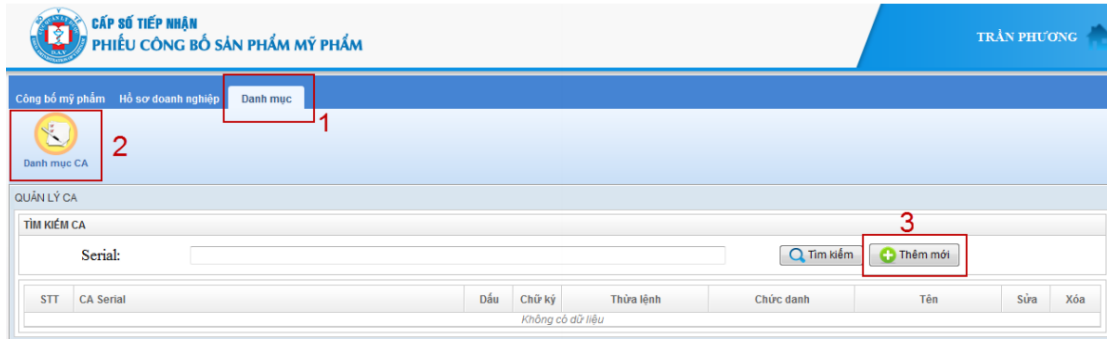 CẤP SỐ TIẾP NHẬN
PHIẾU CÔNG BỐ SẢN PHẨM MỸ PHẨM
TRẦN PHƯƠNG
Công bố mỹ phẩm Hồ sơ doanh nghiệp Danh mục
1
2
Danh mục CA
QUẢN LÝ CA
TÌM KIẾM CA
3
Serial: Tìm kiếm Thêm mới
STT CA Serial Dấu Chữ ký Thừa lệnh Chức danh Tên Sửa Xóa
Không có dữ liệu